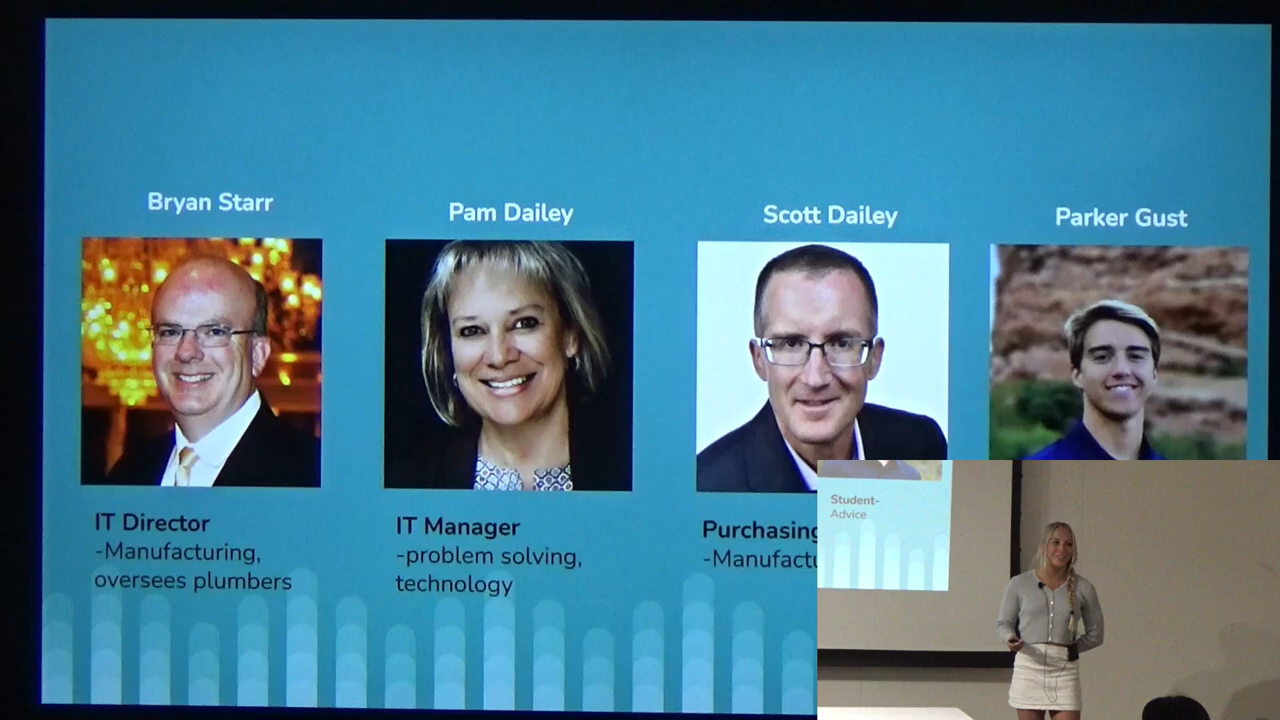 Bryan Starr
Pam Dailey
Scott Dailey
Parker Gust
IT Director
-Manufacturing,
oversees plumbers
IT Manager
-problem solving,
technology
Purchasing
-Manufactu
Student-
Advice